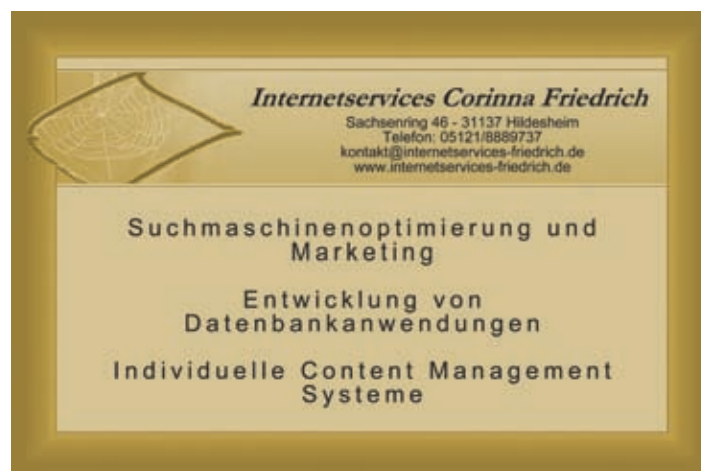 Internetservices Corinna Friedrich
Sachsenring 46 - 31137 Hildesheim
Telefon: 05121/8889737
kontakt@internetservices-friedrich.de
www.internetservices-friedrich.de
Suchmaschinenoptimierung und
Marketing
Entwicklung von
Datenbankanwendungen
Individuelle Content Management
Systeme